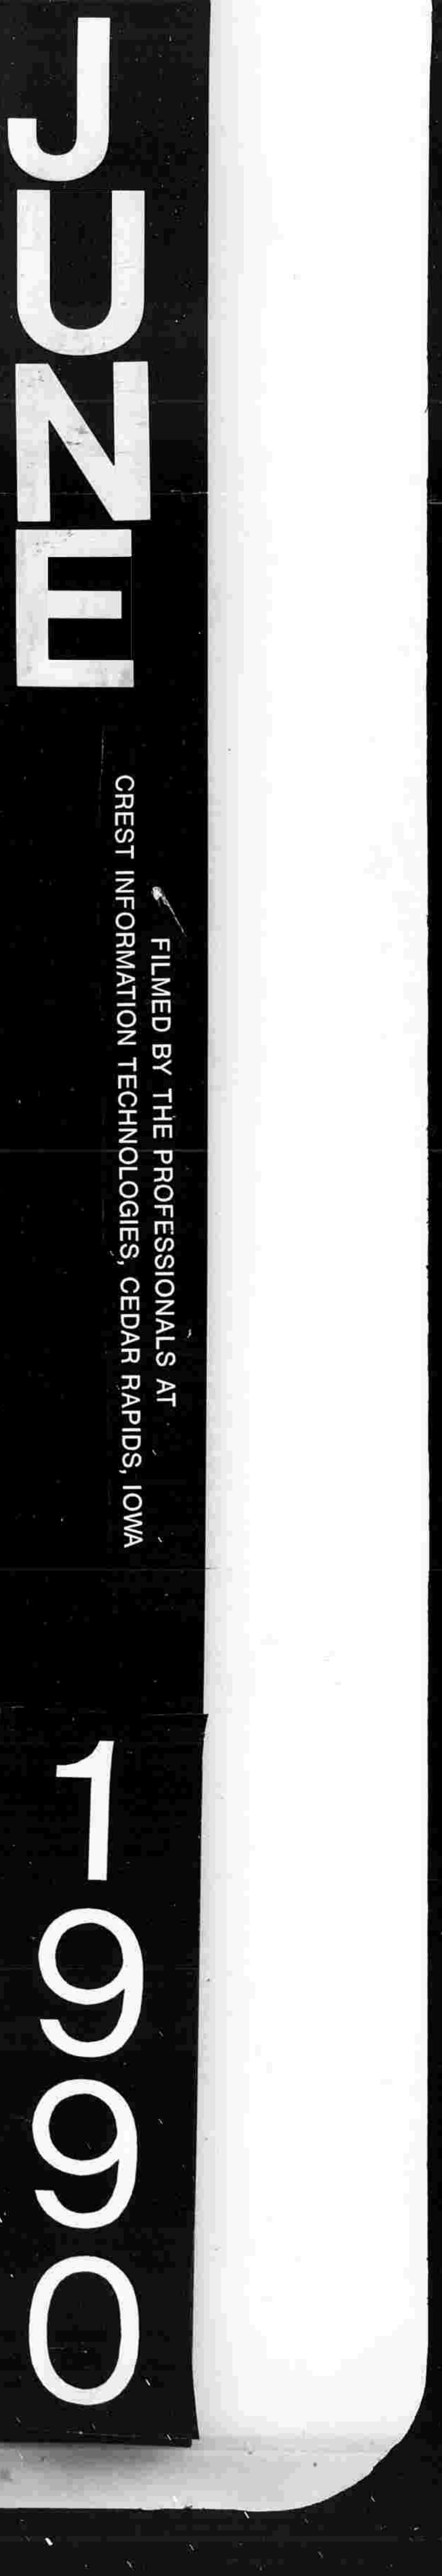 JUNE
FILMED BY THE PROFESSIONALS AT
CREST INFORMATION TECHNOLOGIES, CEDAR RAPIDS, IOWA
1990